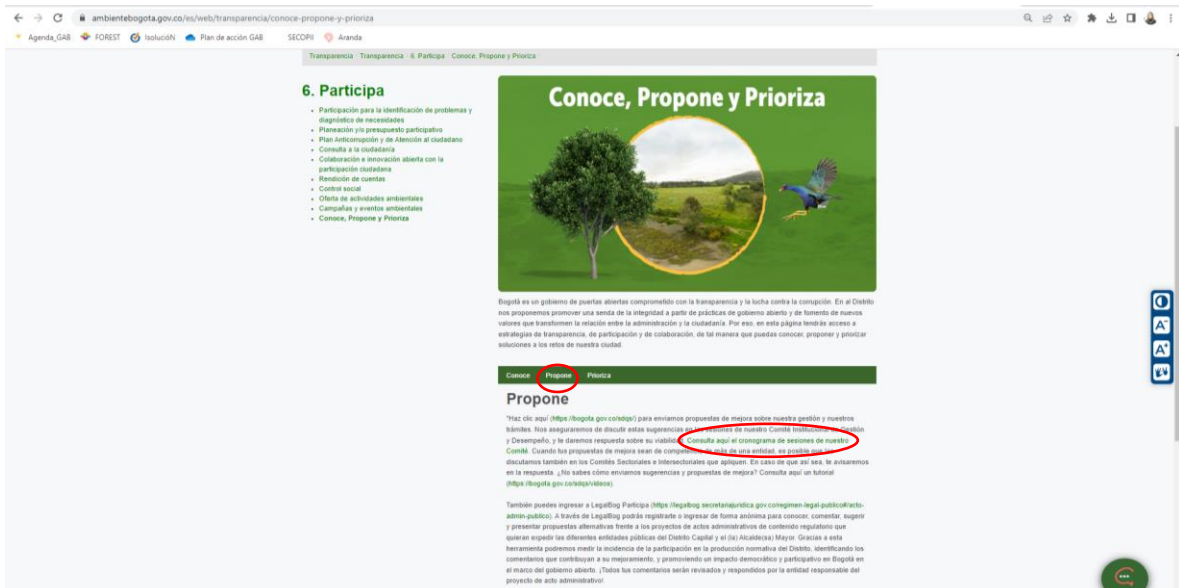 ambientebogota.gov.co/es/web/transparencia/conoce-propone-y-prioriza
Agenda_GAB FOREST IsolucióN Plan de acción GAB SECOPII Aranda
Transparencia Transparencia 6. Participa Conoce, Propone y Prioriza
6. Participa
Participación para la identificación de problemas y
diagnóstico de necesidades
Planeación y/o presupuesto participativo
Plan Anticorrupción y de Atención al ciudadano
Consulta a la ciudadanía
Colaboración e innovación abierta con la
participación ciudadana
Rendición de cuentas
Control social
Oferta de actividades ambientales
Campañas y eventos ambientales
Conoce, Propone y Prioriza
Conoce, Propone y Prioriza
Bogotá es un gobierno de puertas abiertas comprometido con la transparencia y la lucha contra la corrupción. En al Distrito
nos proponemos promover una senda de la integridad a partir de prácticas de gobierno abierto y de fomento de nuevos
valores que transformen la relación entre la administración y la ciudadanía. Por eso, en esta página tendrás acceso a
estrategias de transparencia, de participación y de colaboración, de tal manera que puedas conocer, proponer y priorizar
soluciones a los retos de nuestra ciudad.
Conoce Propone Prioriza
Propone
"Haz clic aquí (https://bogota.gov.co/sdqs/) para enviarnos propuestas de mejora sobre nuestra gestión y nuestros
trámites. Nos aseguraremos de discutir estas sugerencias en las sesiones de nuestro Comité Institucional de Gestión
y Desempeño, y te daremos respuesta sobre su viabilidad. Consulta aquí el cronograma de sesiones de nuestro
Comité. Cuando tus propuestas de mejora sean de competencia de más de una entidad, es posible que las
discutamos también en los Comités Sectoriales e Intersectoriales que apliquen. En caso de que así sea, te avisaremos
en la respuesta. ¿No sabes cómo enviarnos sugerencias y propuestas de mejora? Consulta aquí un tutorial
(https://bogota.gov.co/sdqs/videos).
También puedes ingresar a LegalBog Participa (https://legalbog.secretariajuridica.gov.co/regimen-legal-publico#/acto-
admin-publico). A través de LegalBog podrás registrarte o ingresar de forma anónima para conocer, comentar, sugerir
y presentar propuestas alternativas frente a los proyectos de actos administrativos de contenido regulatorio que
quieran expedir las diferentes entidades públicas del Distrito Capital y el (la) Alcalde(sa) Mayor. Gracias a esta
herramienta podremos medir la incidencia de la participación en la producción normativa del Distrito, identificando los
comentarios que contribuyan a su mejoramiento, y promoviendo un impacto democrático y participativo en Bogotá en
el marco del gobierno abierto. ¡Todos tus comentarios serán revisados y respondidos por la entidad responsable del
proyecto de acto administrativo!
A-
A+